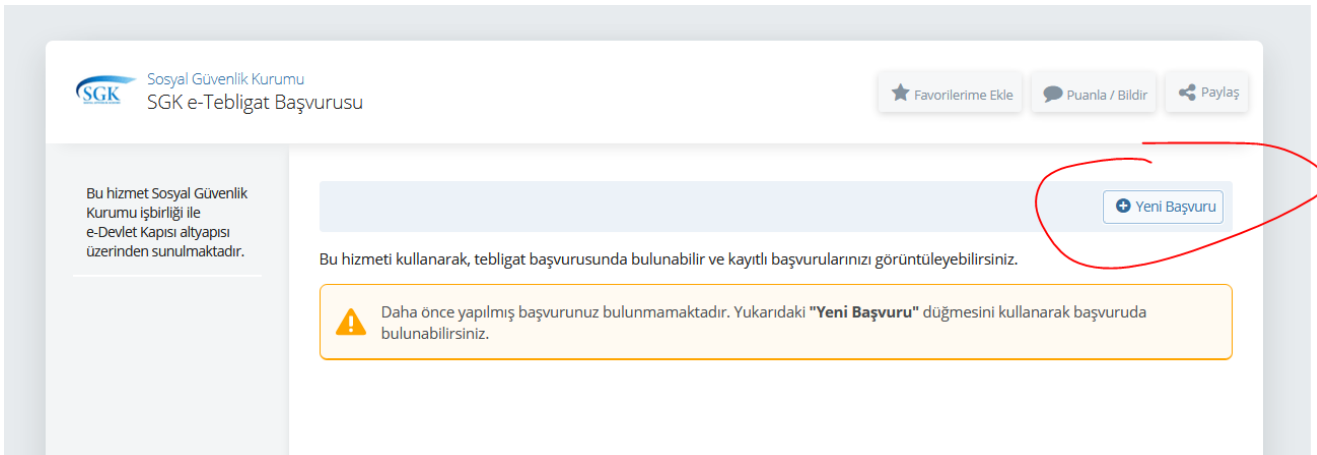 SGK
Sosyal Güvenlik Kurumu
SGK e-Tebligat Başvurusu
Favorilerime Ekle
Puanla / Bildir
Paylaş
Bu hizmet Sosyal Güvenlik
Kurumu işbirliği ile
e-Devlet Kapısı altyapısı
üzerinden sunulmaktadır.
Yeni Başvuru
Bu hizmeti kullanarak, tebligat başvurusunda bulunabilir ve kayıtlı başvurularınızı görüntüleyebilirsiniz.
Daha önce yapılmış başvurunuz bulunmamaktadır. Yukarıdaki "Yeni Başvuru" düğmesini kullanarak başvuruda
bulunabilirsiniz.